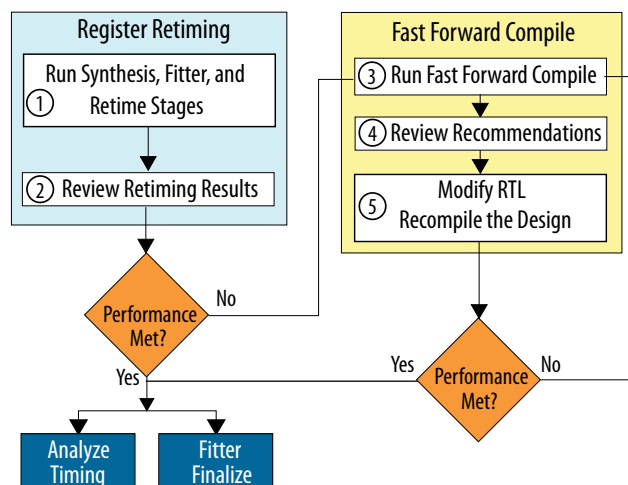 Register Retiming
1
Run Synthesis, Fitter, and
Retime Stages
2 Review Retiming Results
Performance
Met?
No
Yes
Analyze
Timing
Fitter
Finalize
Fast Forward Compile
3 Run Fast Forward Compile
4 Review Recommendations
5
Modify RTL
Recompile the Design
Performance
Met?
Yes
No